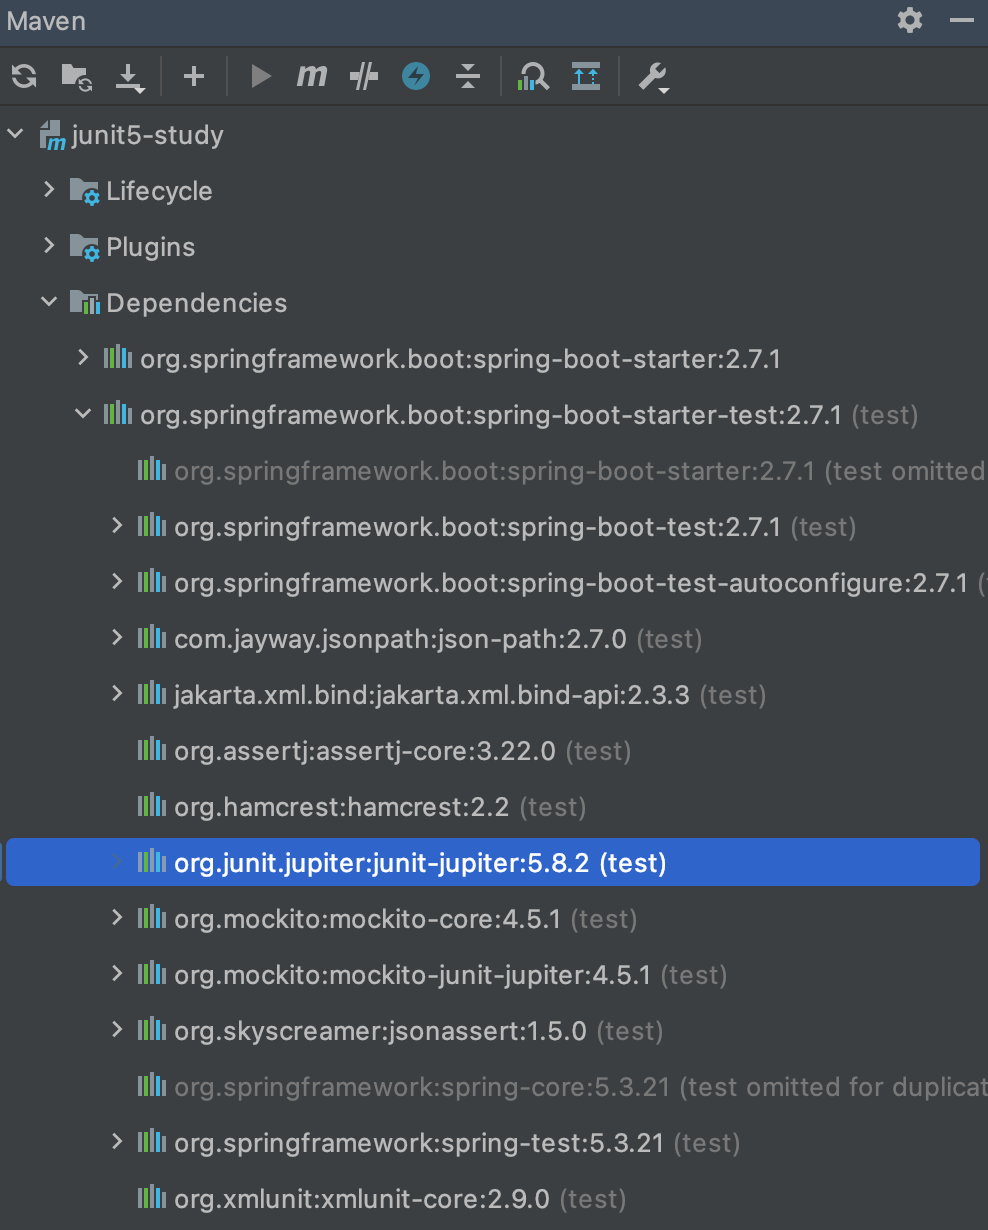 Maven
junit5-study
Lifecycle
Plugins
Dependencies
org.springframework.boot:spring-boot-starter:2.7.1
org.springframework.boot:spring-boot-starter-test:2.7.1 (test)
org.springframework.boot:spring-boot-starter:2.7.1 (test omitted
org.springframework.boot:spring-boot-test:2.7.1 (test)
org.springframework.boot:spring-boot-test-autoconfigure:2.7.1 (
com.jayway.jsonpath:json-path:2.7.0 (test)
jakarta.xml.bind:jakarta.xml.bind-api:2.3.3 (test)
org.assertj:assertj-core:3.22.0 (test)
org.hamcrest:hamcrest:2.2 (test)
org.junit.jupiter:junit-jupiter:5.8.2 (test)
org.mockito:mockito-core:4.5.1 (test)
org.mockito:mockito-junit-jupiter:4.5.1 (test)
org.skyscreamer:jsonassert:1.5.0 (test)
org.springframework:spring-core:5.3.21 (test omitted for duplicat
org.springframework:spring-test:5.3.21 (test)
org.xmlunit:xmlunit-core:2.9.0 (test)